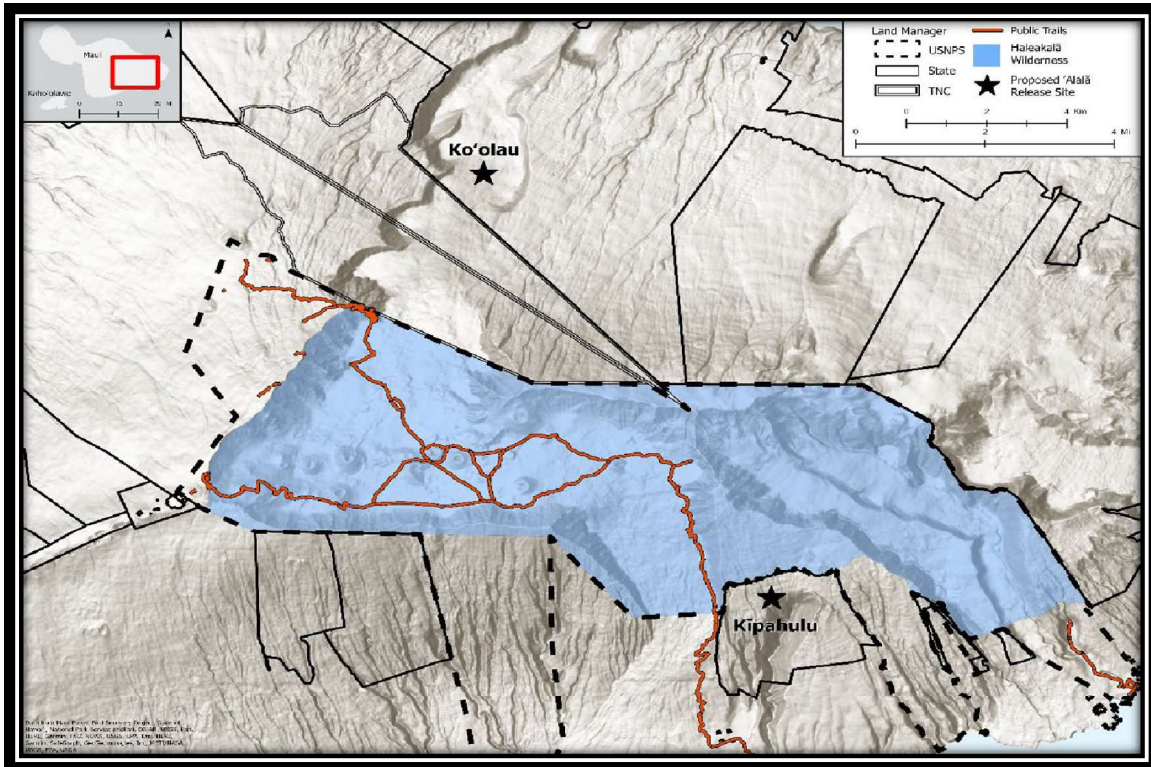 Maui
Kahoʻolawe
0 10 20 Mi
Land Manager
USNPS
State
TNC
Public Trails
Haleakalā
Wilderness
Proposed ʻAlalā
Release Site
0 2 4 Km
0 2 4 Mi
Koʻolau
Kīpahulu